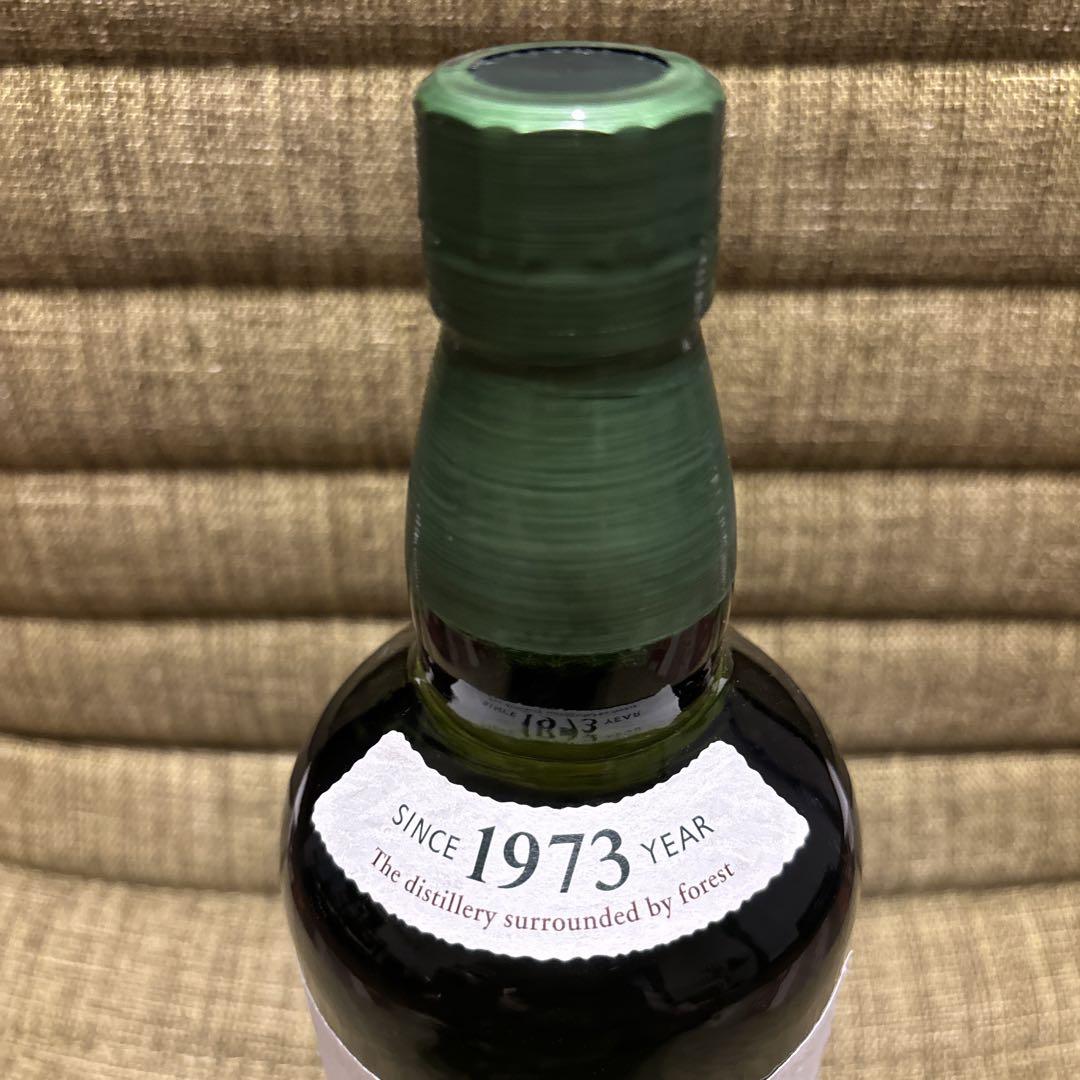 SINCE 1973 YEAR
The distillery surrounded by forest